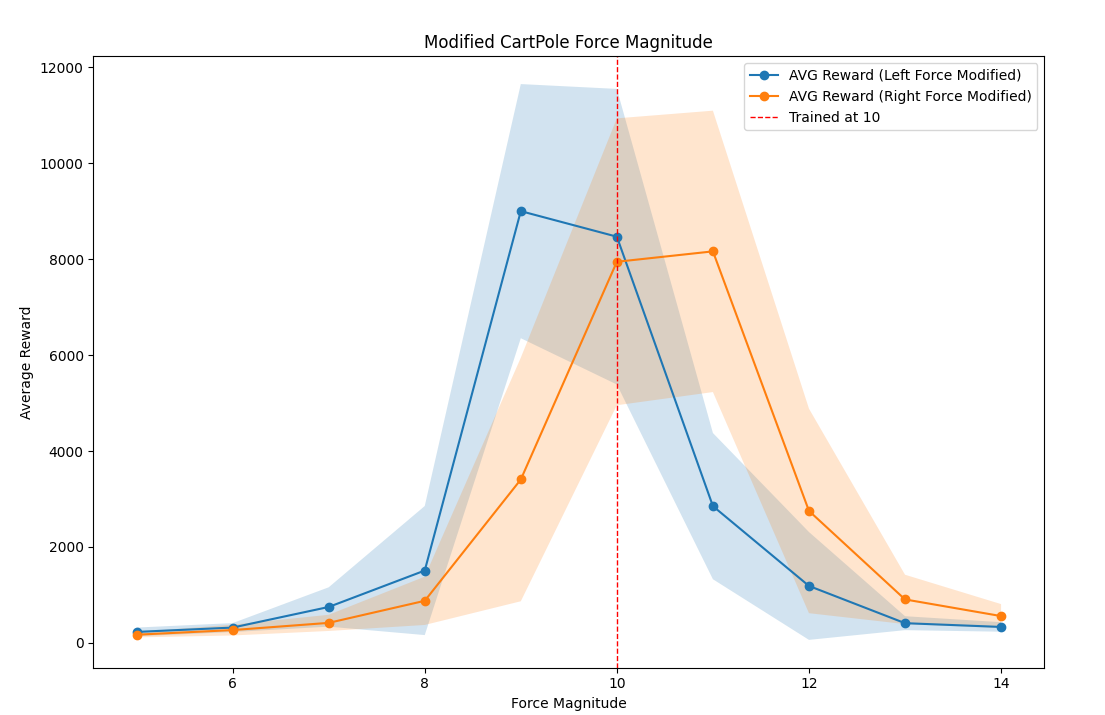 Modified CartPole Force Magnitude
AVG Reward (Left Force Modified)
AVG Reward (Right Force Modified)
Trained at 10
Average Reward
12000
10000
8000
6000
4000
2000
0
6 8 10 12 14
Force Magnitude